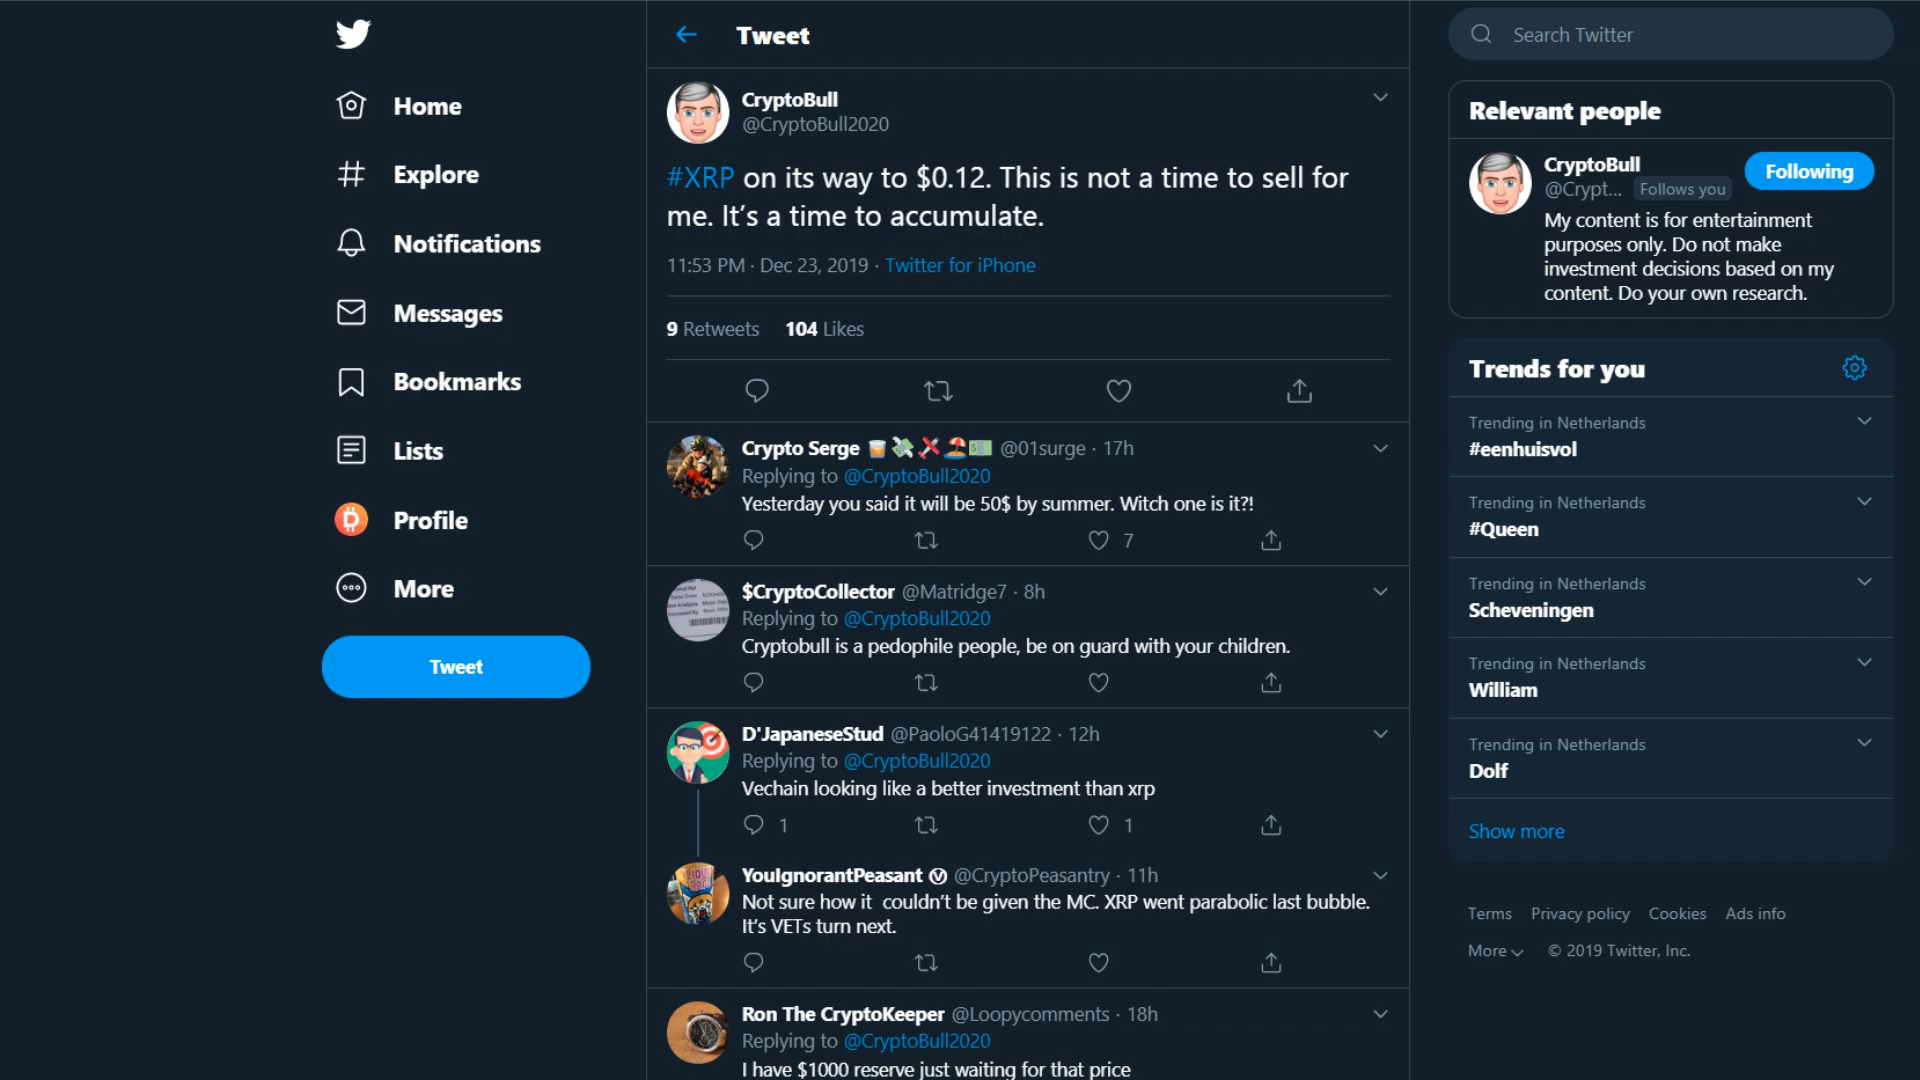 Home
Explore
Notifications
Messages
Bookmarks
Lists
Profile
More
Tweet
Tweet
CryptoBull
@CryptoBull2020
#XRP on its way to $0.12. This is not a time to sell for
me. It's a time to accumulate.
11:53 PM · Dec 23, 2019 · Twitter for iPhone
9 Retweets 104 Likes
Crypto Serge @01surge · 17h
Replying to @CryptoBull2020
Yesterday you said it will be 50$ by summer. Witch one is it?!
7
$CryptoCollector @Matridge7 · 8h
Replying to @CryptoBull2020
Cryptobull is a pedophile people, be on guard with your children.
D'JapaneseStud @PaoloG41419122 · 12h
Replying to @CryptoBull2020
Vechain looking like a better investment than xrp
1 1
YouIgnorantPeasant @CryptoPeasantry · 11h
Not sure how it couldn't be given the MC. XRP went parabolic last bubble.
It's VETs turn next.
Ron The CryptoKeeper @Loopycomments · 18h
Replying to @CryptoBull2020
I have $1000 reserve just waiting for that price
Search Twitter
Relevant people
CryptoBull
@Crypt... Follows you
Following
My content is for entertainment
purposes only. Do not make
investment decisions based on my
content. Do your own research.
Trends for you
Trending in Netherlands
#eenhuisvol
Trending in Netherlands
#Queen
Trending in Netherlands
Scheveningen
Trending in Netherlands
William
Trending in Netherlands
Dolf
Show more
Terms Privacy policy Cookies Ads info
More © 2019 Twitter, Inc.